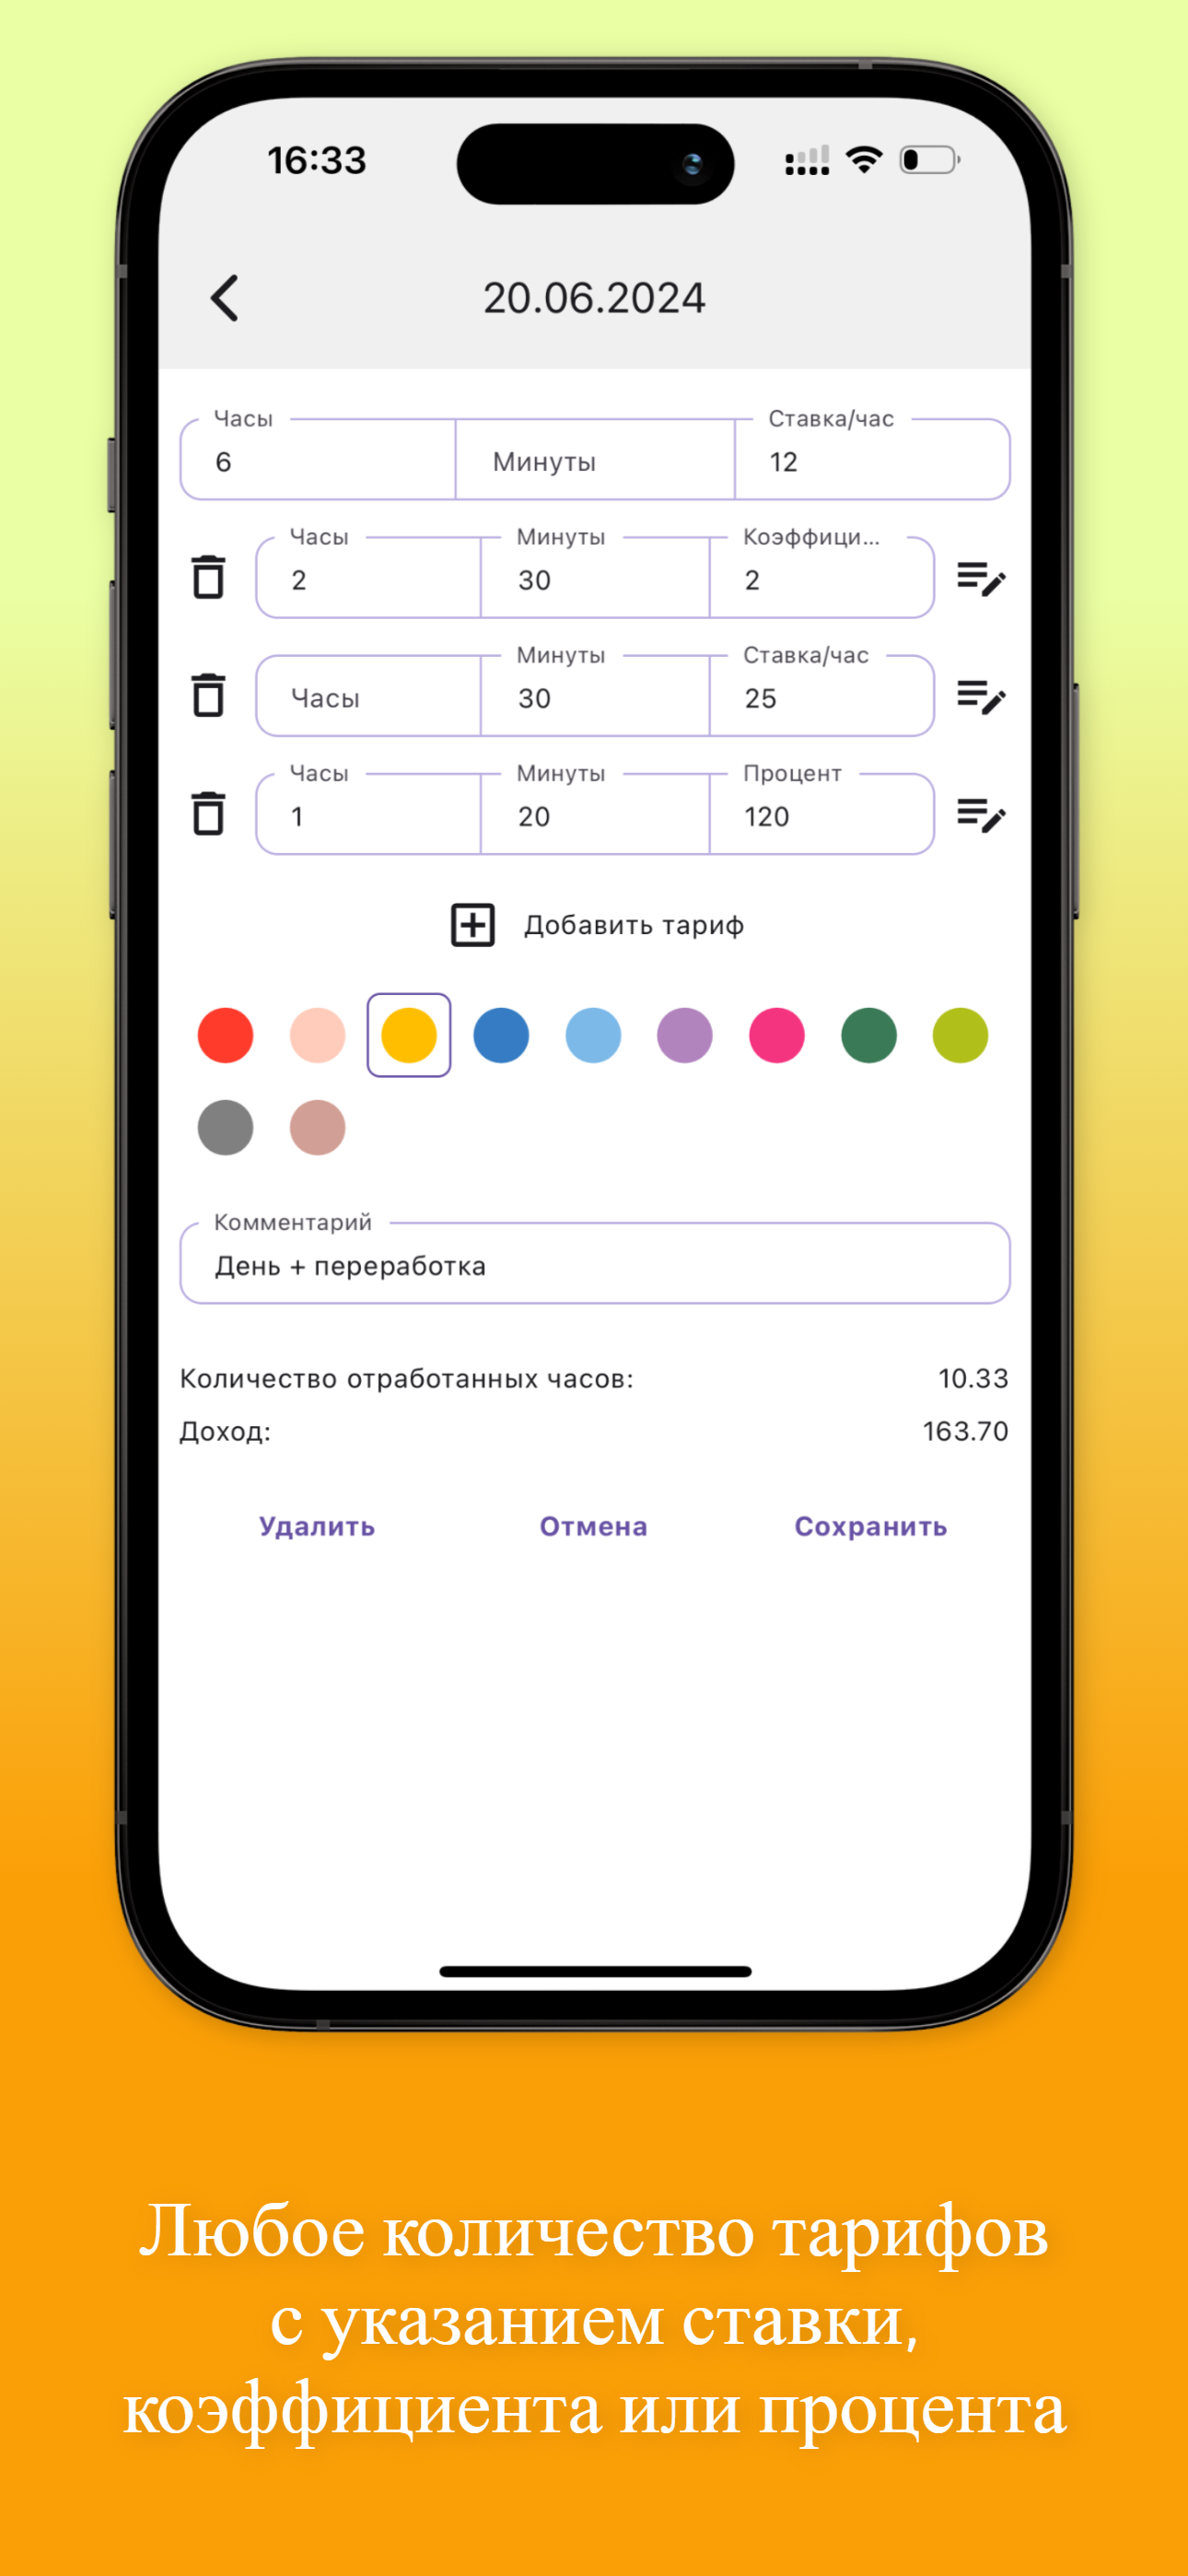 16:33
20.06.2024
Часы Ставка/час
6 Минуты 12
Часы Минуты Коэффици...
2 30 2
Минуты Ставка/час
Часы 30 25
Часы Минуты Процент
1 20 120
Добавить тариф
Комментарий
День + переработка
Количество отработанных часов: 10.33
Доход: 163.70
Удалить Отмена Сохранить
Любое количество тарифов
с указанием ставки,
коэффициента или процента